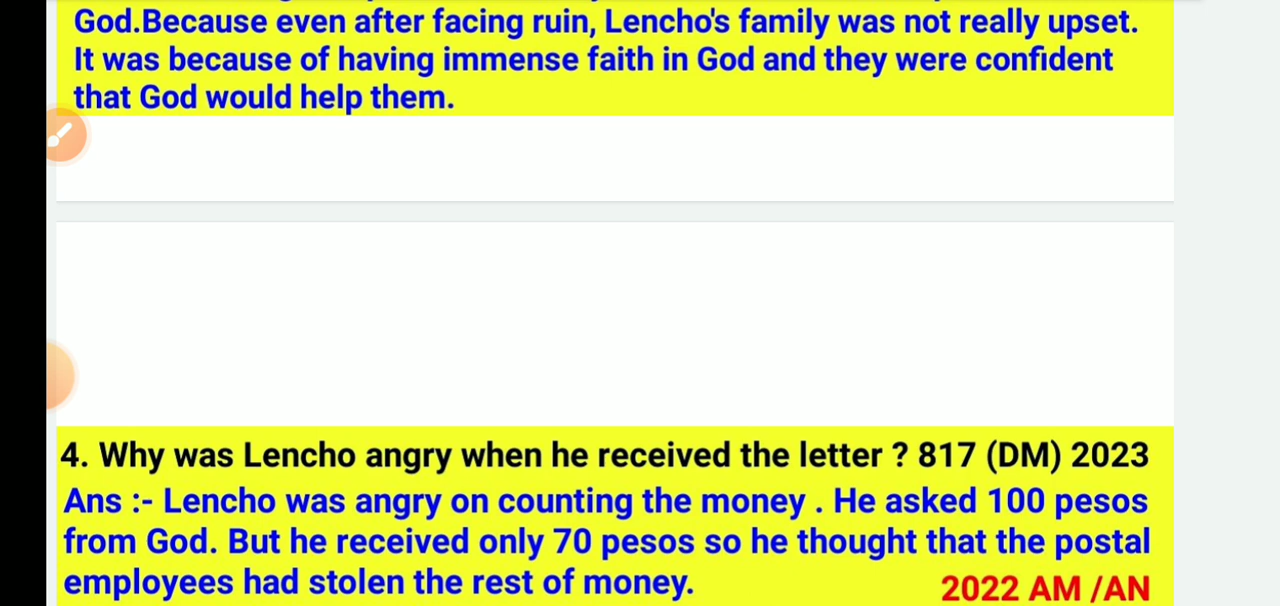 God.Because even after facing ruin, Lencho's family was not really upset.
It was because of having immense faith in God and they were confident
that God would help them.
4. Why was Lencho angry when he received the letter ? 817 (DM) 2023
Ans :- Lencho was angry on counting the money . He asked 100 pesos
from God. But he received only 70 pesos so he thought that the postal
employees had stolen the rest of money. 2022 AM /AN